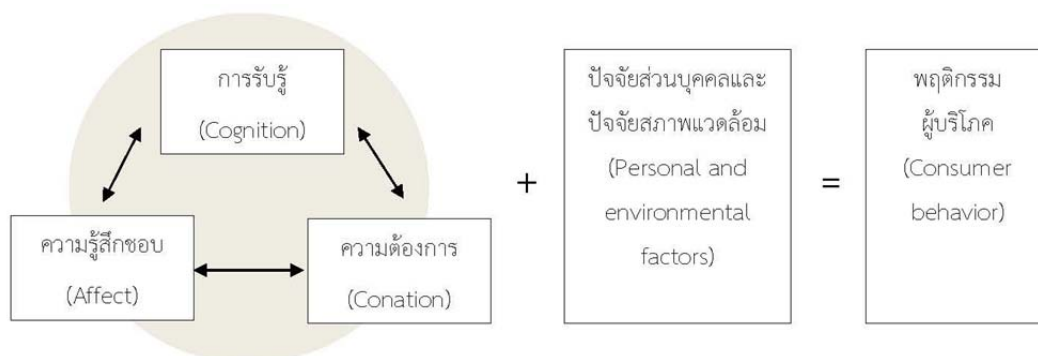 การรับรู้
(Cognition)
ความรู้สึกชอบ
(Affect)
ความต้องการ
(Conation)
+
ปัจจัยส่วนบุคคลและ
ปัจจัยสภาพแวดล้อม
(Personal and
environmental
factors)
=
พฤติกรรม
ผู้บริโภค
(Consumer
behavior)